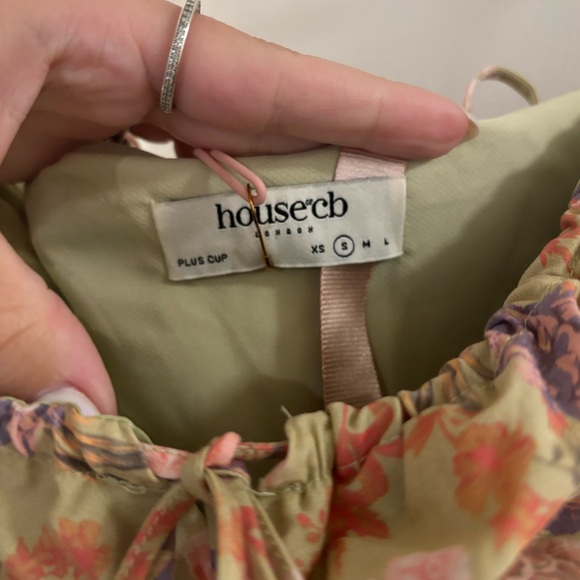 house of cb
LONDON
PLUS CUP XS S M L